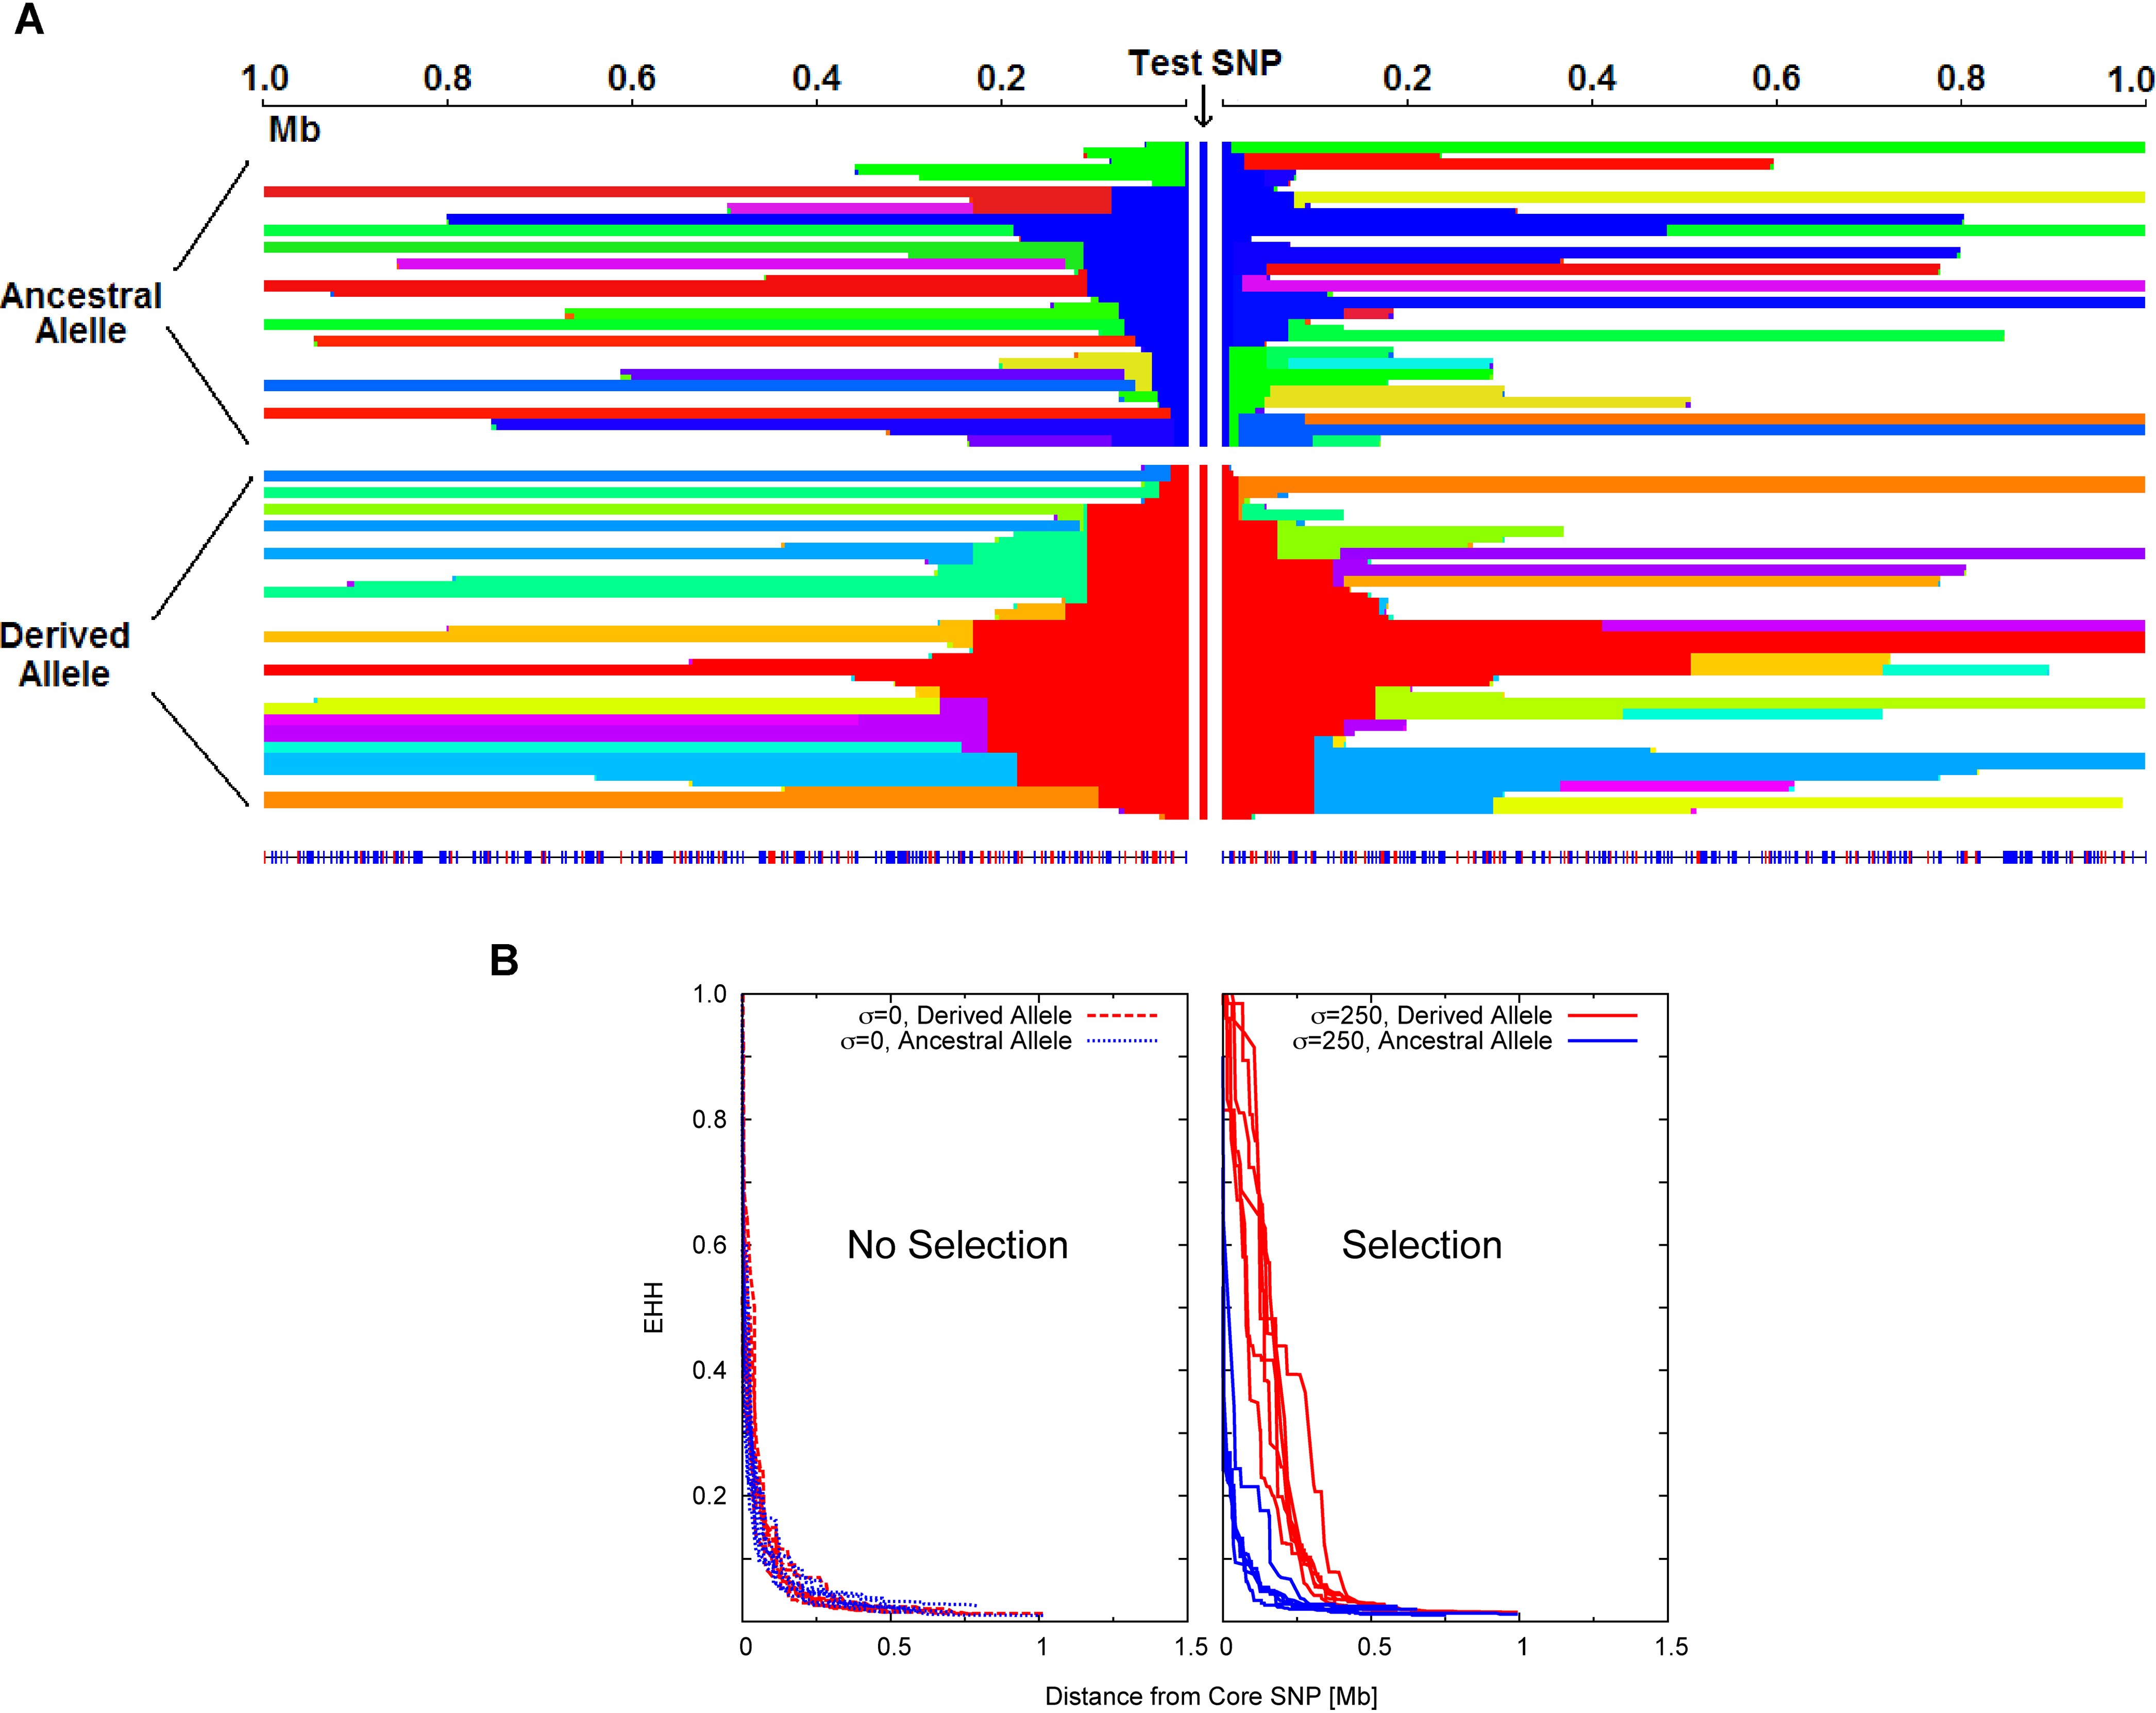 A
Test SNP
1.0 0.8 0.6 0.4 0.2 0.2 0.4 0.6 0.8 1.0
Mb
Ancestral
Alelle
Derived
Allele
B
1.0
0.8
0.6
0.4
0.2
EHH
σ=0, Derived Allele
σ=0, Ancestral Allele
No Selection
0 0.5 1 1.5
σ=250, Derived Allele
σ=250, Ancestral Allele
Selection
0 0.5 1 1.5
Distance from Core SNP [Mb]